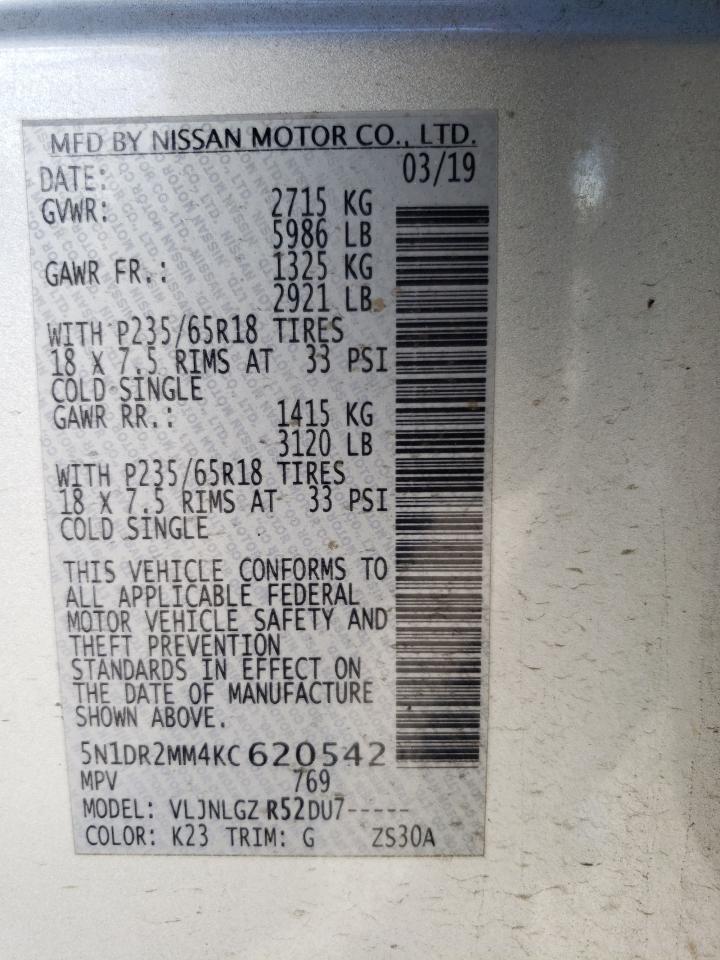 MFD BY NISSAN MOTOR CO., LTD.
DATE: 03/19
GVWR: 2715 KG
5986 LB
GAWR FR.: 1325 KG
2921 LB
WITH P235/65R18 TIRES
18 X 7.5 RIMS AT 33 PSI
COLD SINGLE
GAWR RR.: 1415 KG
3120 LB
WITH P235/65R18 TIRES
18 X 7.5 RIMS AT 33 PSI
COLD SINGLE
THIS VEHICLE CONFORMS TO
ALL APPLICABLE FEDERAL
MOTOR VEHICLE SAFETY AND
THEFT PREVENTION
STANDARDS IN EFFECT ON
THE DATE OF MANUFACTURE
SHOWN ABOVE.
5N1DR2MM4KC620542
MPV 769
MODEL: VLJNLGZ R52DU7-----
COLOR: K23 TRIM: G ZS30A